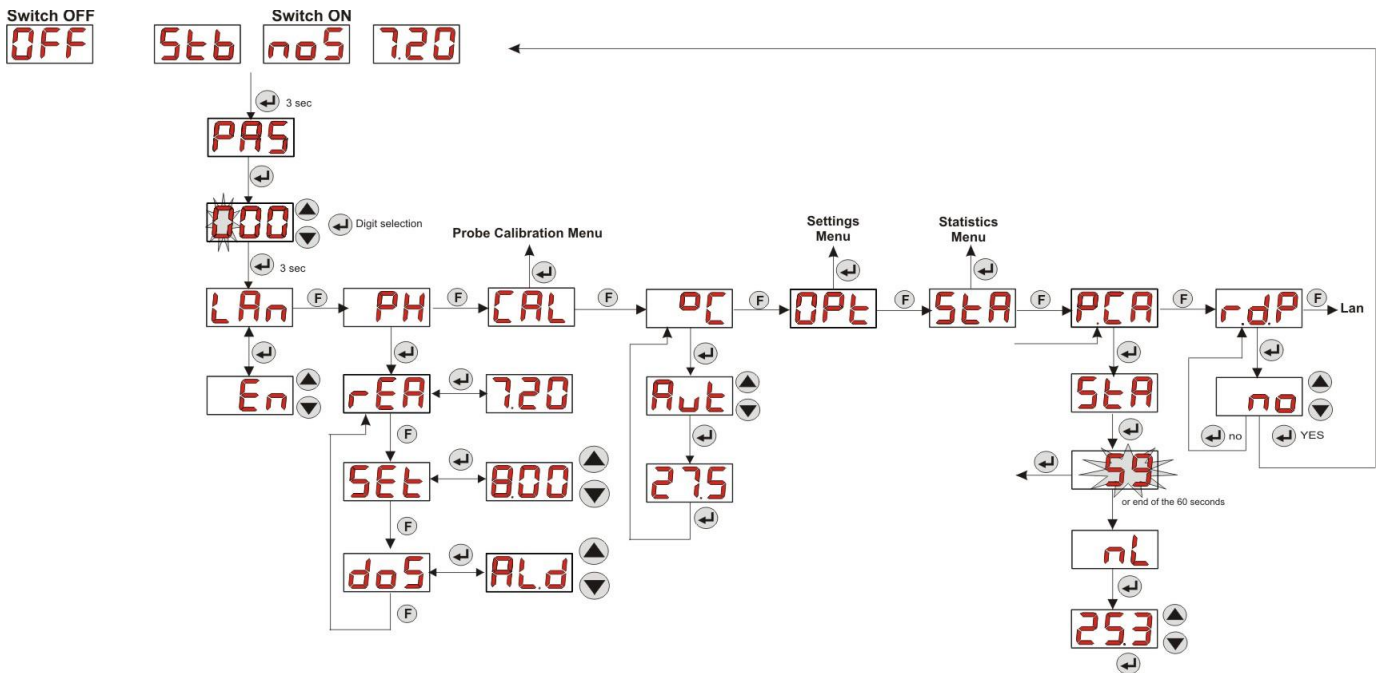 Switch OFF
Switch ON
OFF
Stb
noS
7.20
3 sec
PAS
000
Digit selection
3 sec
Probe Calibration Menu
Settings
Menu
Statistics
Menu
LAn
F
PH
F
CAL
F
°C
F
OPt
F
StA
F
P.CA
F
r.d.P
F
Lan
En
rEA
7.20
Aut
StA
no
F
no
YES
SEt
8.00
27.5
59
or end of the 60 seconds
F
nL
doS
AL.d
F
25.3